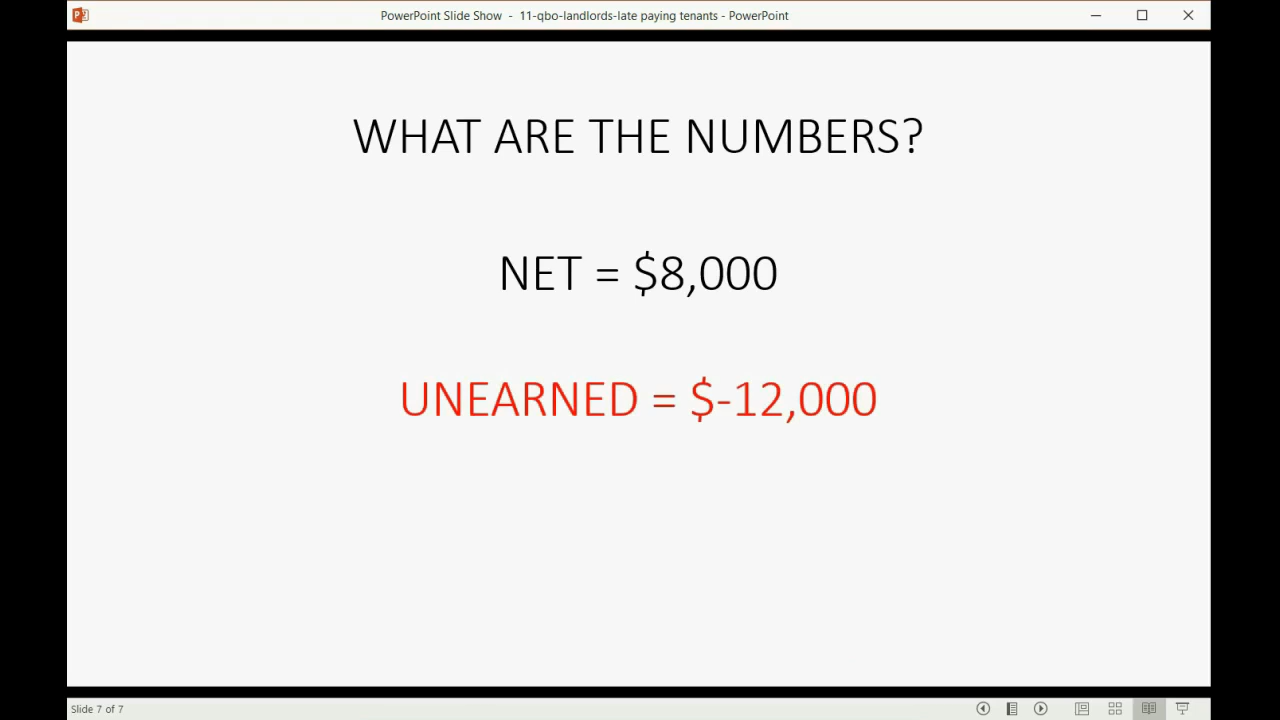 PowerPoint Slide Show - 11-qbo-landlords-late paying tenants - PowerPoint
WHAT ARE THE NUMBERS?
NET = $8,000
UNEARNED = $-12,000
Slide 7 of 7